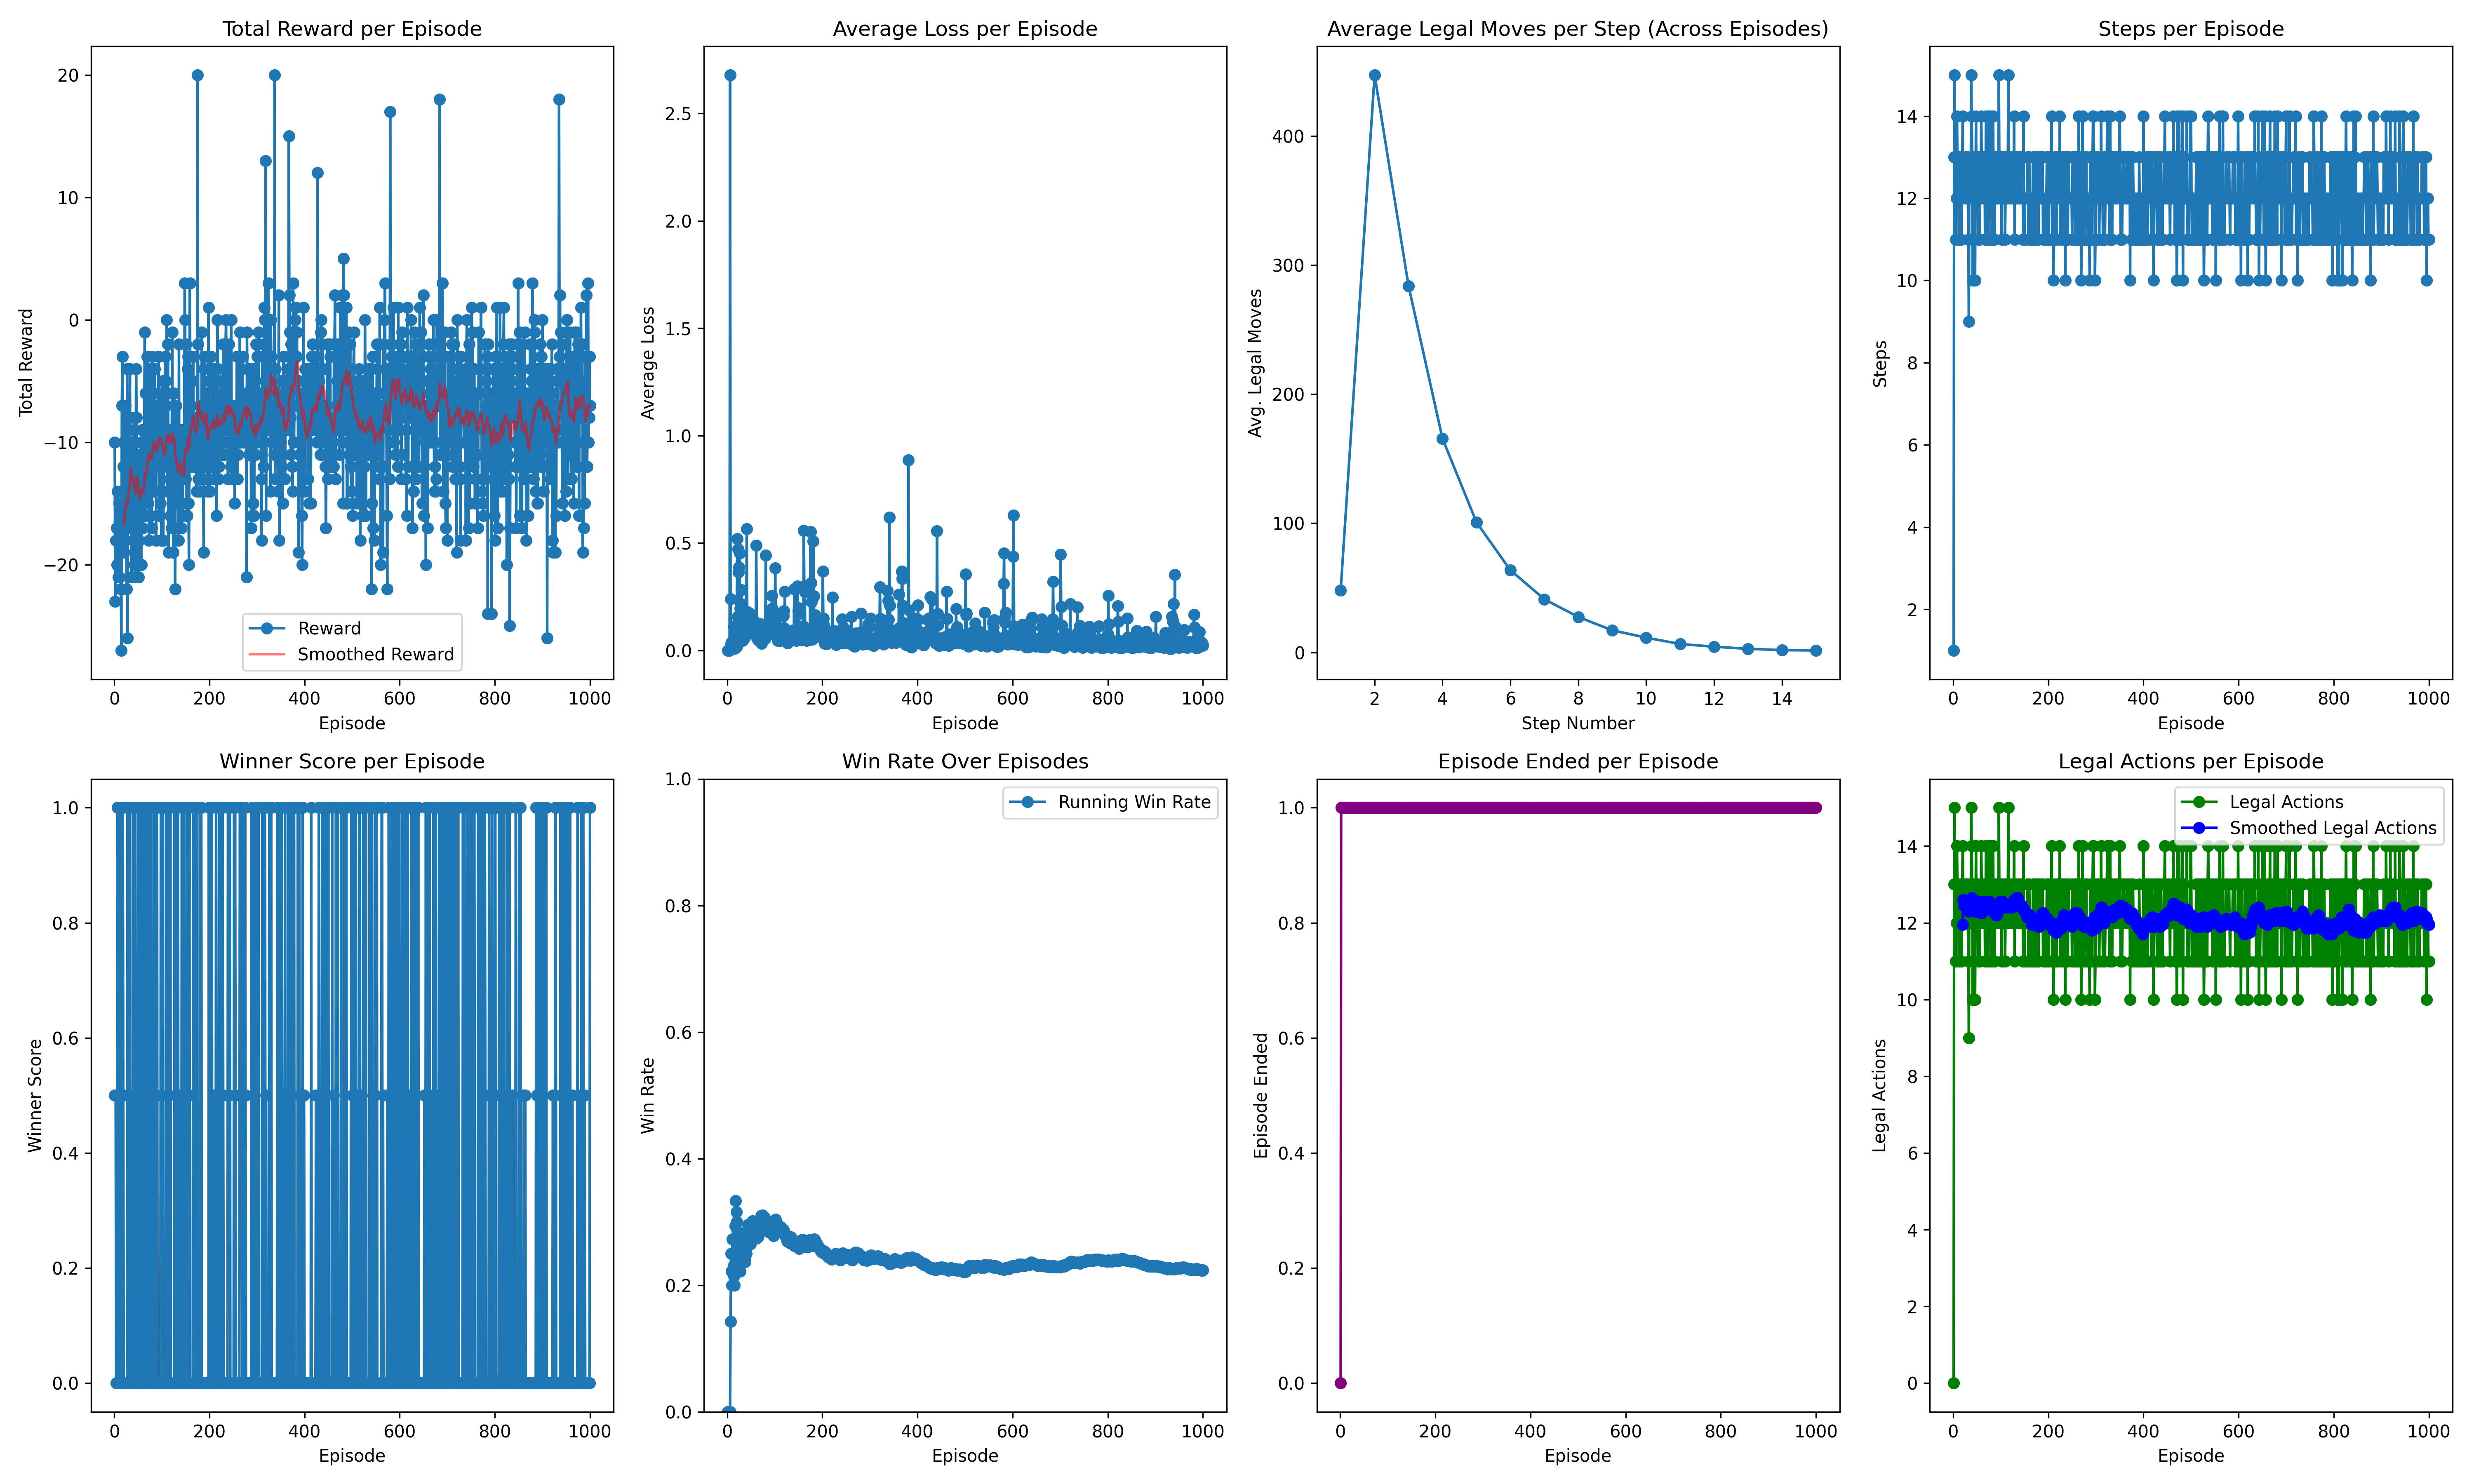 Total Reward per Episode
Total Reward
20
10
0
−10
−20
Reward
Smoothed Reward
0 200 400 600 800 1000
Episode
Average Loss per Episode
Average Loss
2.5
2.0
1.5
1.0
0.5
0.0
0 200 400 600 800 1000
Episode
Average Legal Moves per Step (Across Episodes)
Avg. Legal Moves
400
300
200
100
0
2 4 6 8 10 12 14
Step Number
Steps per Episode
Steps
14
12
10
8
6
4
2
0 200 400 600 800 1000
Episode
Winner Score per Episode
Winner Score
1.0
0.8
0.6
0.4
0.2
0.0
0 200 400 600 800 1000
Episode
Win Rate Over Episodes
Win Rate
1.0
0.8
0.6
0.4
0.2
0.0
Running Win Rate
0 200 400 600 800 1000
Episode
Episode Ended per Episode
Episode Ended
1.0
0.8
0.6
0.4
0.2
0.0
0 200 400 600 800 1000
Episode
Legal Actions per Episode
Legal Actions
14
12
10
8
6
4
2
0
Legal Actions
Smoothed Legal Actions
0 200 400 600 800 1000
Episode